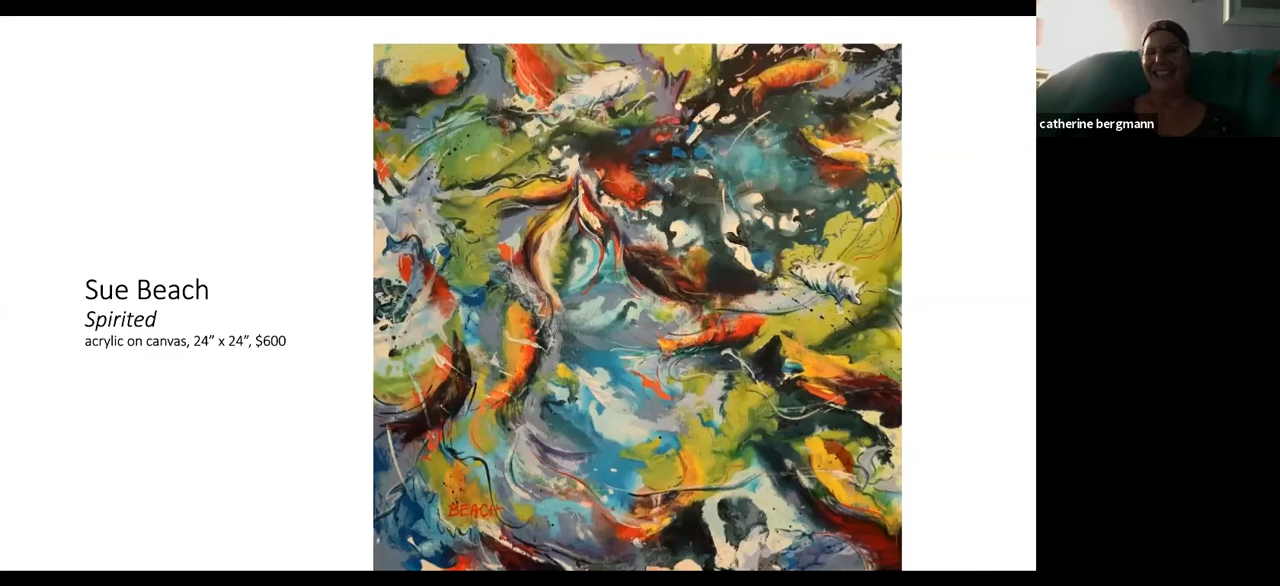 Sue Beach
Spirited
acrylic on canvas, 24” x 24”, $600
BEACH
catherine bergmann